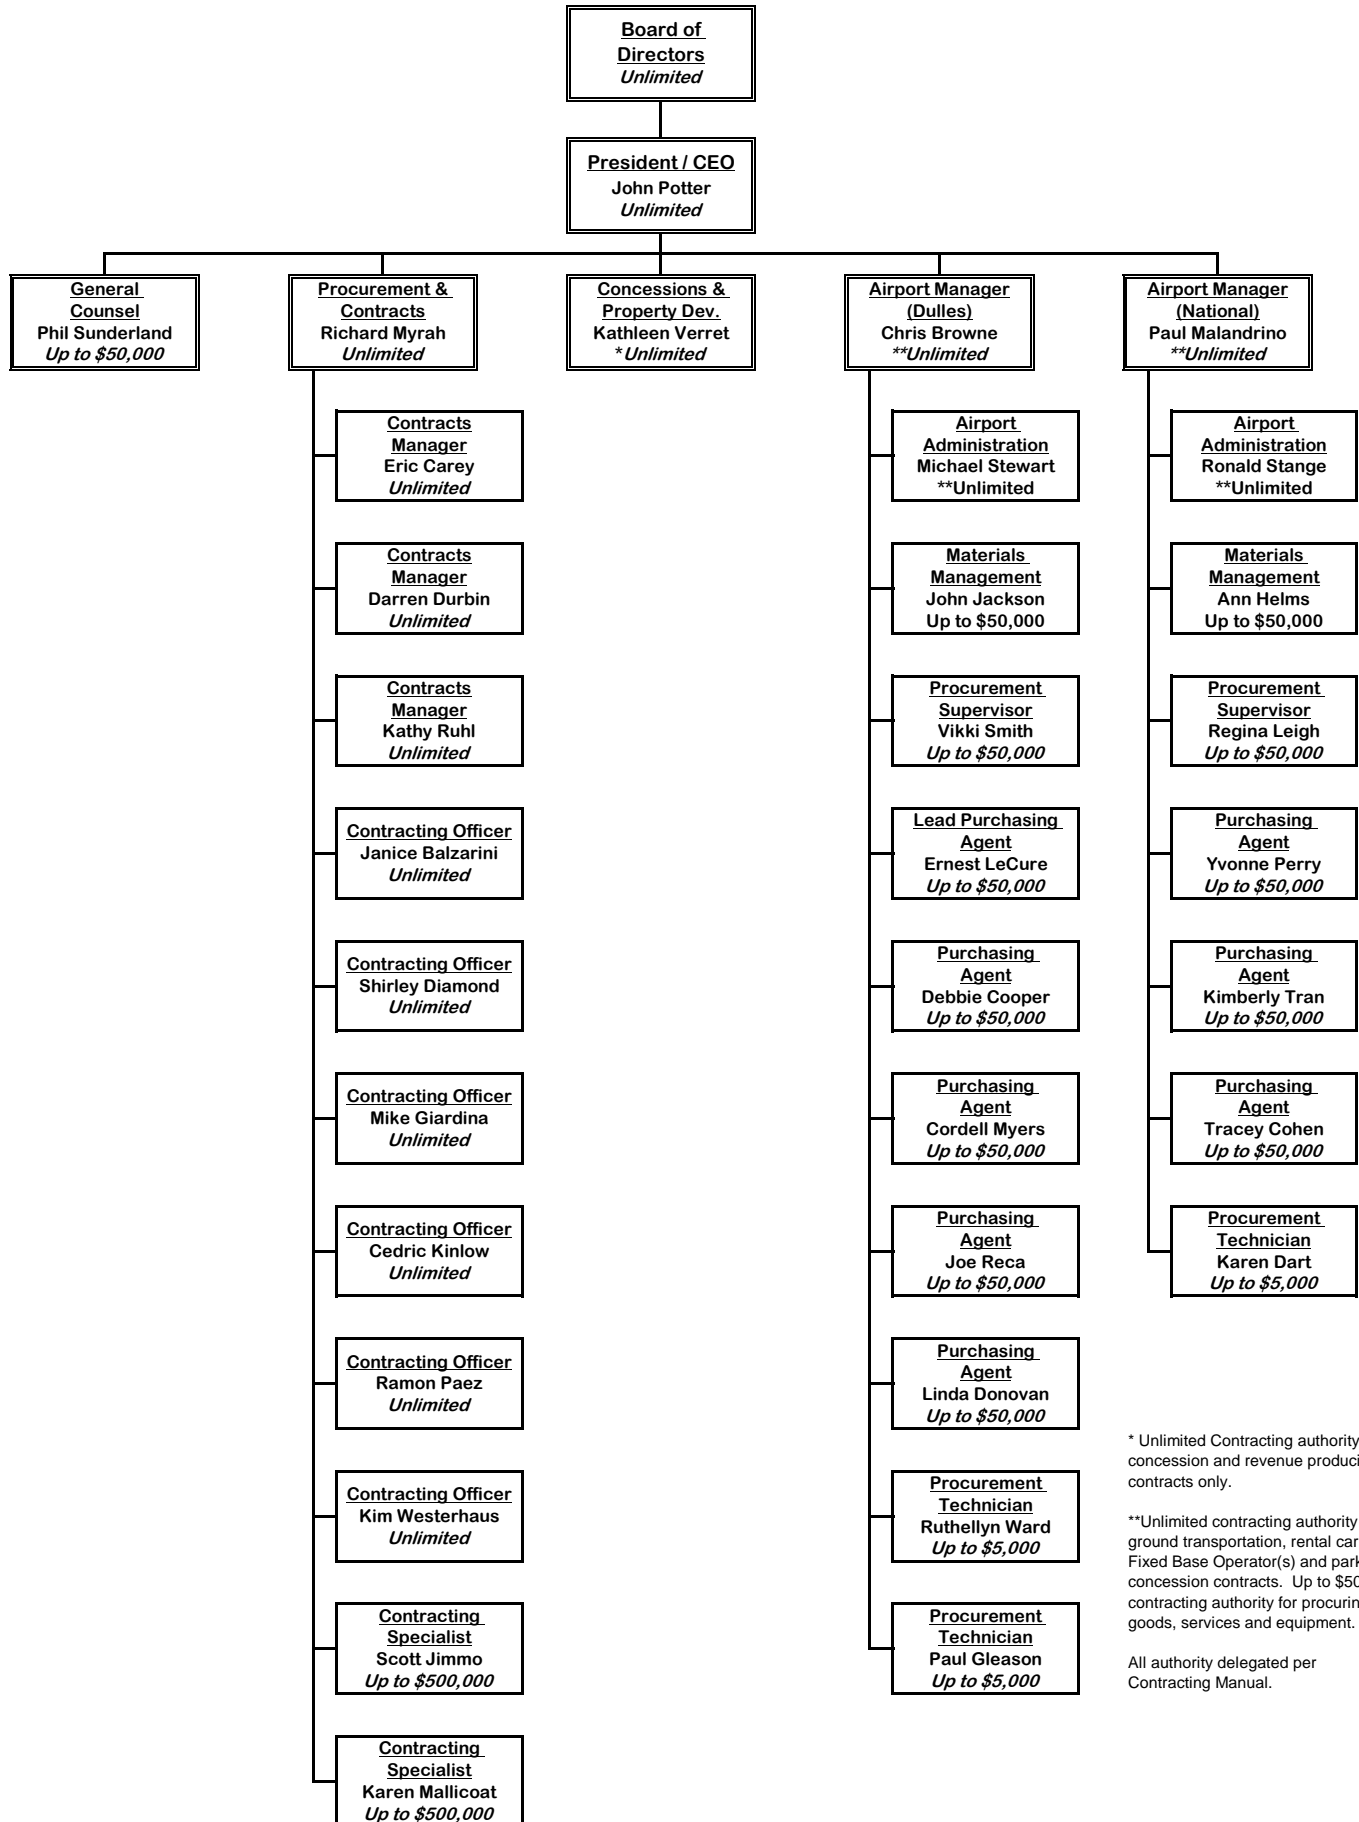 Board of
Directors
Unlimited
President / CEO
John Potter
Unlimited
General
Counsel
Phil Sunderland
Up to $50,000
Procurement &
Contracts
Richard Myrah
Unlimited
Concessions &
Property Dev.
Kathleen Verret
*Unlimited
Airport Manager
(Dulles)
Chris Browne
**Unlimited
Airport Manager
(National)
Paul Malandrino
**Unlimited
Contracts
Manager
Eric Carey
Unlimited
Contracts
Manager
Darren Durbin
Unlimited
Contracts
Manager
Kathy Ruhl
Unlimited
Contracting Officer
Janice Balzarini
Unlimited
Contracting Officer
Shirley Diamond
Unlimited
Contracting Officer
Mike Giardina
Unlimited
Contracting Officer
Cedric Kinlow
Unlimited
Contracting Officer
Ramon Paez
Unlimited
Contracting Officer
Kim Westerhaus
Unlimited
Contracting
Specialist
Scott Jimmo
Up to $500,000
Contracting
Specialist
Karen Mallicoat
Up to $500,000
Airport
Administration
Michael Stewart
**Unlimited
Materials
Management
John Jackson
Up to $50,000
Procurement
Supervisor
Vikki Smith
Up to $50,000
Lead Purchasing
Agent
Ernest LeCure
Up to $50,000
Purchasing
Agent
Debbie Cooper
Up to $50,000
Purchasing
Agent
Cordell Myers
Up to $50,000
Purchasing
Agent
Joe Reca
Up to $50,000
Purchasing
Agent
Linda Donovan
Up to $50,000
Procurement
Technician
Ruthellyn Ward
Up to $5,000
Procurement
Technician
Paul Gleason
Up to $5,000
Airport
Administration
Ronald Stange
**Unlimited
Materials
Management
Ann Helms
Up to $50,000
Procurement
Supervisor
Regina Leigh
Up to $50,000
Purchasing
Agent
Yvonne Perry
Up to $50,000
Purchasing
Agent
Kimberly Tran
Up to $50,000
Purchasing
Agent
Tracey Cohen
Up to $50,000
Procurement
Technician
Karen Dart
Up to $5,000
* Unlimited Contracting authority
concession and revenue
contracts only.
**Unlimited contracting authority
ground transportation, rental car
Fixed Base Operator(s) and
concession contracts. Up to
contracting authority for
goods, services and equipment.
All authority delegated per
Contracting Manual.